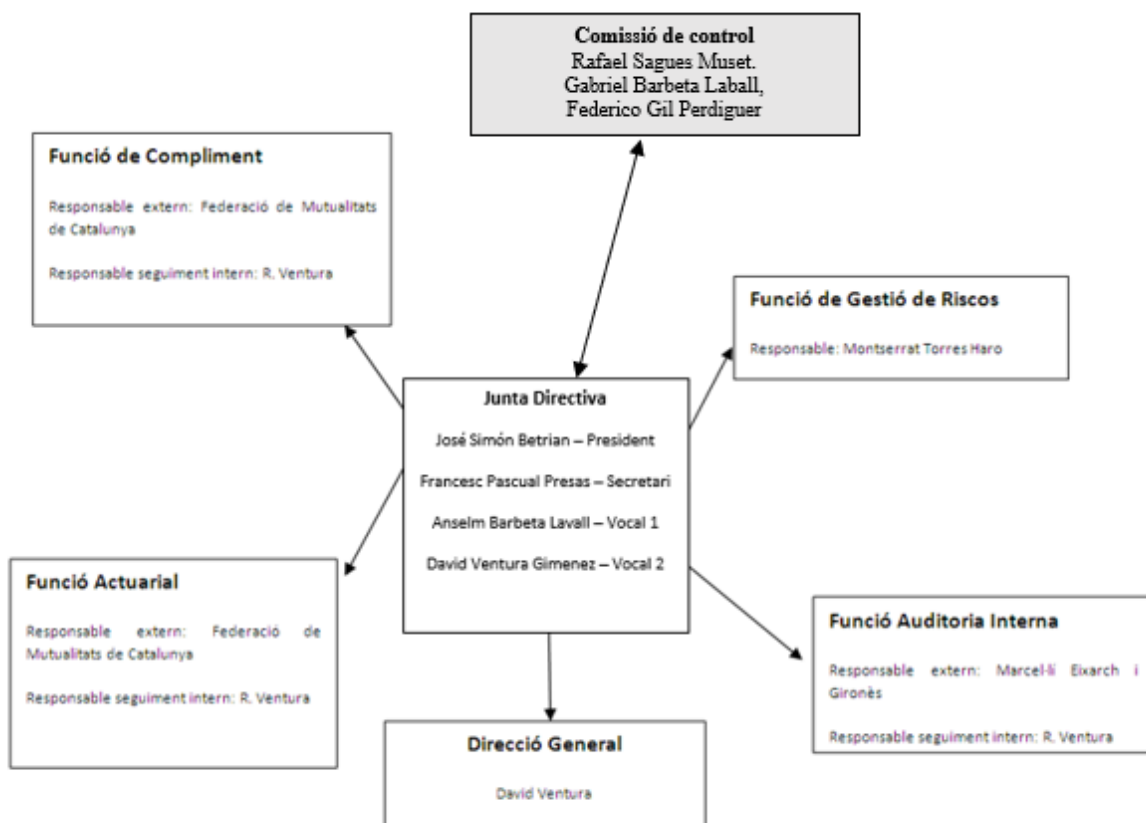 Comissió de control
Rafael Sagues Muset.
Gabriel Barbeta Laball,
Federico Gil Perdiguer
Funció de Compliment
Responsable extern: Federació de Mutualitats
de Catalunya
Responsable seguiment intern: R. Ventura
Funció de Gestió de Riscos
Responsable: Montserrat Torres Haro
Junta Directiva
José Simón Betrian – President
Francesc Pascual Presas – Secretari
Anselm Barbeta Lavall – Vocal 1
David Ventura Gimenez – Vocal 2
Funció Actuarial
Responsable extern: Federació de
Mutualitats de Catalunya
Responsable seguiment intern: R. Ventura
Funció Auditoria Interna
Responsable extern: Marcel·lí Eixarch i
Gironès
Responsable seguiment intern: R. Ventura
Direcció General
David Ventura